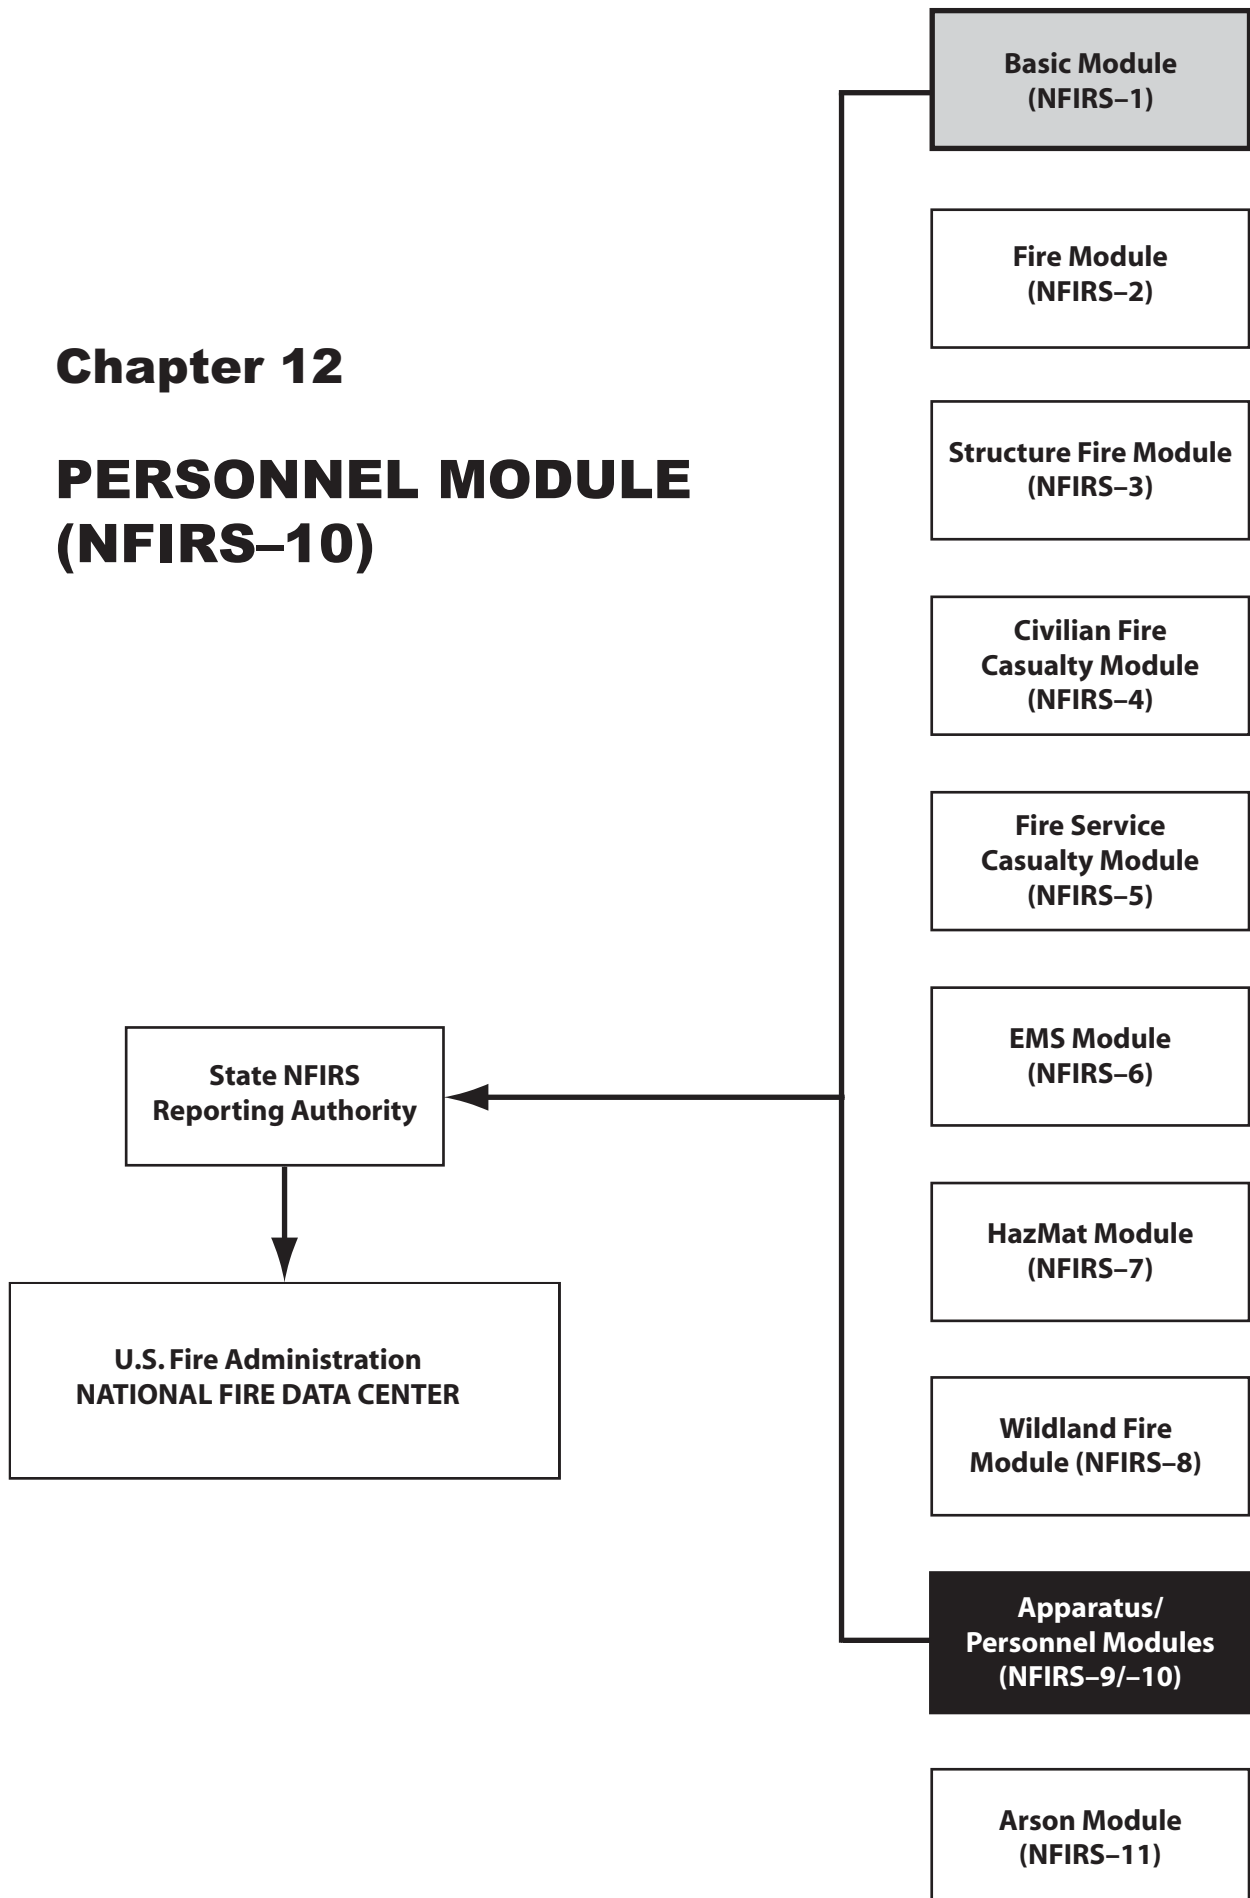 Chapter 12
PERSONNEL MODULE
(NFIRS–10)
Basic Module
(NFIRS–1)
Fire Module
(NFIRS–2)
Structure Fire Module
(NFIRS–3)
Civilian Fire
Casualty Module
(NFIRS–4)
Fire Service
Casualty Module
(NFIRS–5)
EMS Module
(NFIRS–6)
HazMat Module
(NFIRS–7)
Wildland Fire
Module (NFIRS–8)
Apparatus/
Personnel Modules
(NFIRS–9/–10)
Arson Module
(NFIRS–11)
State NFIRS
Reporting Authority
U.S. Fire Administration
NATIONAL FIRE DATA CENTER